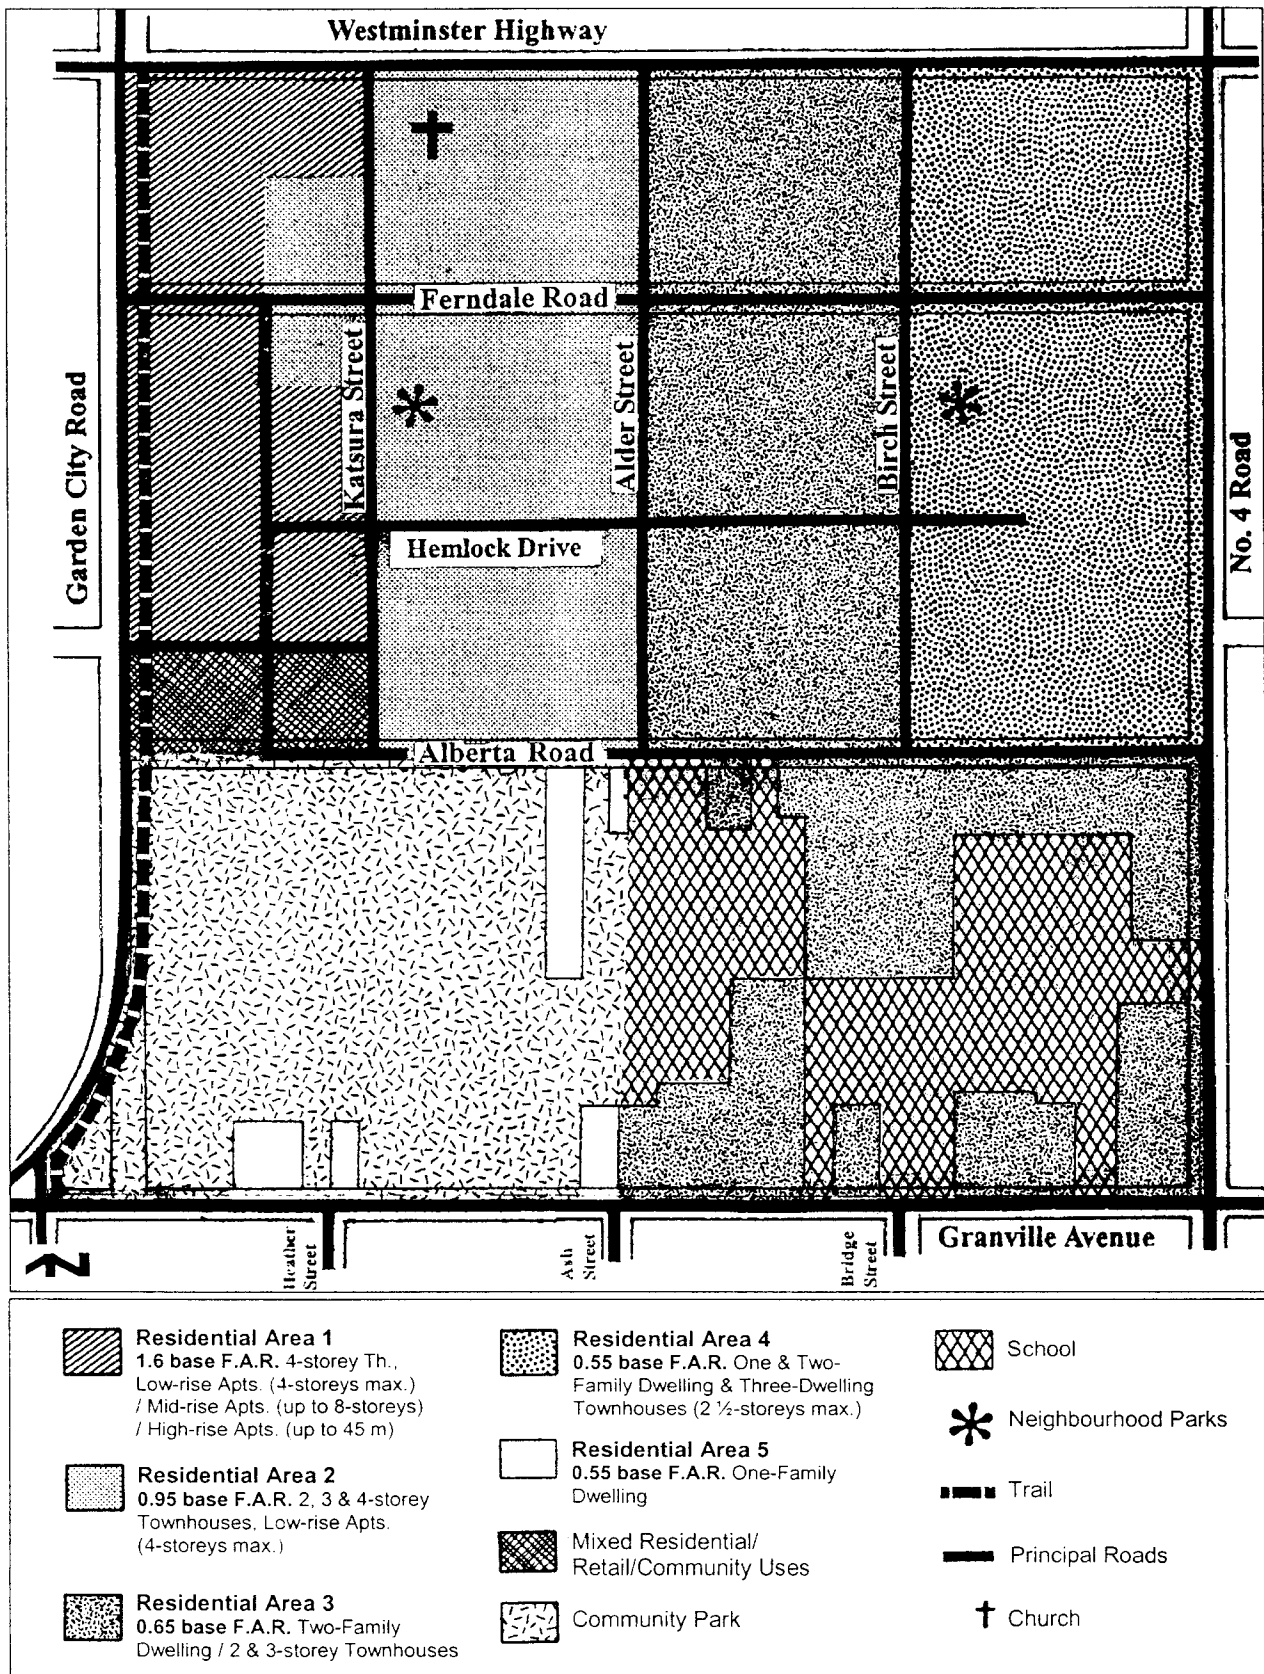 Westminster Highway
Ferndale Road
Katsura Street
Alder Street
Birch Street
Garden City Road
No. 4 Road
Hemlock Drive
Alberta Road
Granville Avenue
Heather
Street
Ash
Street
Bridge
Street
N
Residential Area 1
1.6 base F.A.R. 4-storey Th.,
Low-rise Apts. (4-storeys max.)
/ Mid-rise Apts. (up to 8-storeys)
/ High-rise Apts. (up to 45 m)
Residential Area 2
0.95 base F.A.R. 2, 3 & 4-storey
Townhouses, Low-rise Apts.
(4-storeys max.)
Residential Area 3
0.65 base F.A.R. Two-Family
Dwelling / 2 & 3-storey Townhouses
Residential Area 4
0.55 base F.A.R. One & Two-
Family Dwelling & Three-Dwelling
Townhouses (2 ½-storeys max.)
Residential Area 5
0.55 base F.A.R. One-Family
Dwelling
Mixed Residential/
Retail/Community Uses
Community Park
School
Neighbourhood Parks
Trail
Principal Roads
Church